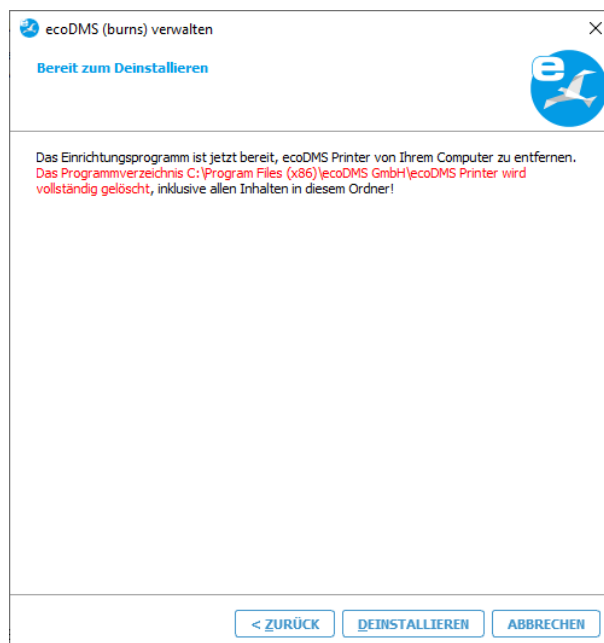 ecoDMS (burns) verwalten
Bereit zum Deinstallieren
e
Das Einrichtungsprogramm ist jetzt bereit, ecoDMS Printer von Ihrem Computer zu entfernen.
Das Programmverzeichnis C:\Program Files (x86)\ecoDMS GmbH\ecoDMS Printer wird
vollständig gelöscht, inklusive allen Inhalten in diesem Ordner!
< ZURÜCK DEINSTALLIEREN ABBRECHEN